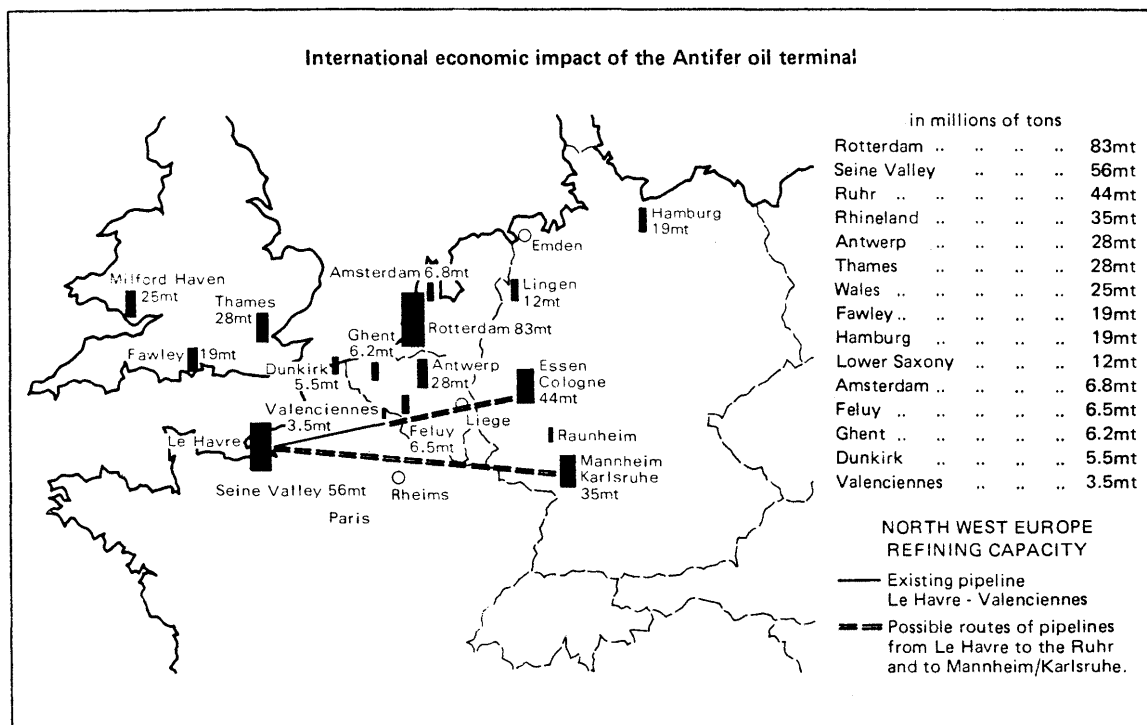 International economic impact of the Antifer oil terminal
in millions of tons
Rotterdam .. .. .. .. 83mt
Seine Valley .. .. .. 56mt
Ruhr .. .. .. .. 44mt
Rhineland .. .. .. 35mt
Antwerp .. .. .. 28mt
Thames .. .. .. 28mt
Wales .. .. .. .. 25mt
Fawley .. .. .. .. 19mt
Hamburg .. .. .. 19mt
Lower Saxony .. .. .. 12mt
Amsterdam .. .. .. .. 6.8mt
Feluy .. .. .. .. 6.5mt
Ghent .. .. .. .. 6.2mt
Dunkirk .. .. .. 5.5mt
Valenciennes .. .. .. 3.5mt
NORTH WEST EUROPE
REFINING CAPACITY
Existing pipeline
Le Havre - Valenciennes
Possible routes of pipelines
from Le Havre to the Ruhr
and to Mannheim/Karlsruhe.
Hamburg
19mt
Emden
Milford Haven
25mt
Thames
28mt
Amsterdam 6.8mt
Lingen
12mt
Rotterdam 83mt
Ghent
6.2mt
Fawley 19mt
Dunkirk
5.5mt
Antwerp
28mt
Essen
Cologne
44mt
Valenciennes
3.5mt
Liege
Feluy
6.5mt
Raunheim
Le Havre
Mannheim
Karlsruhe
35mt
Seine Valley 56mt
Rheims
Paris